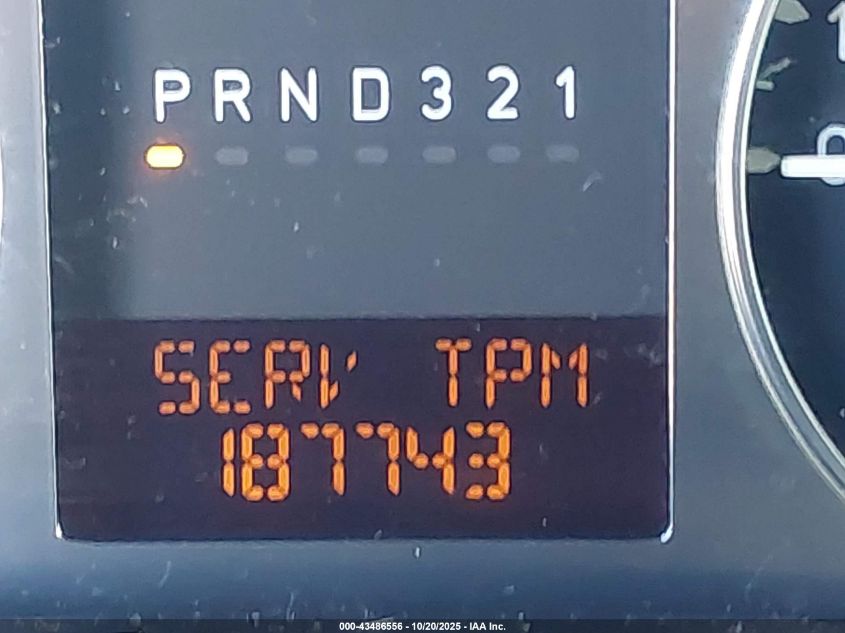 PRND321
SERV TPM
187743
000-43486556 - 10/20/2025 - IAA Inc.